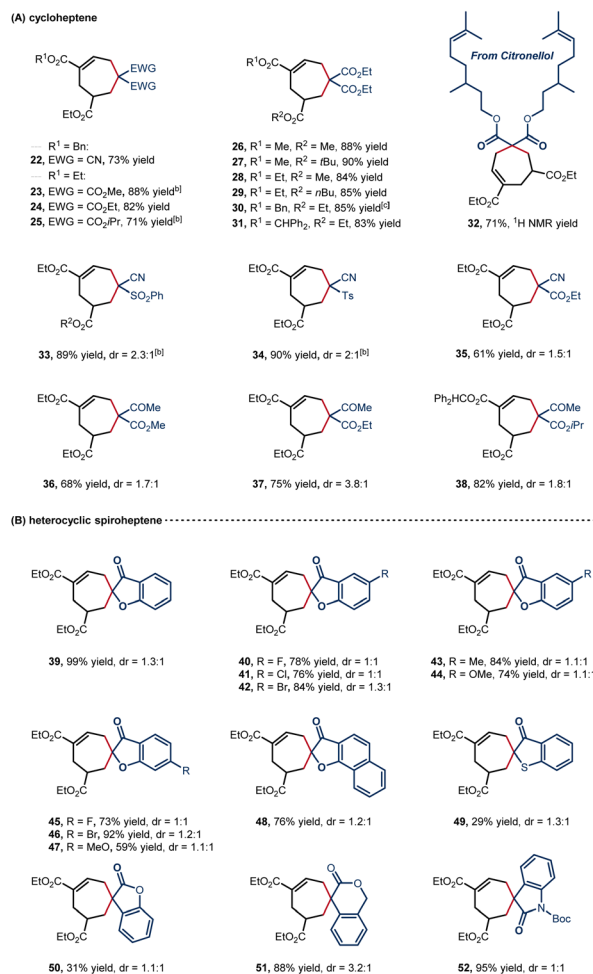 (A) cycloheptene
R¹O₂C
EWG
EWG
EtO₂C
R¹ = Bn:
22, EWG = CN, 73% yield
R¹ = Et:
23, EWG = CO₂Me, 88% yield[b]
24, EWG = CO₂Et, 82% yield
25, EWG = CO₂iPr, 71% yield[b]
R¹O₂C
CO₂Et
CO₂Et
R²O₂C
26, R¹ = Me, R² = Me, 88% yield
27, R¹ = Me, R² = tBu, 90% yield
28, R¹ = Et, R² = Me, 84% yield
29, R¹ = Et, R² = nBu, 85% yield
30, R¹ = Bn, R² = Et, 85% yield[c]
31, R¹ = CHPh₂, R² = Et, 83% yield
From Citronellol
O
O
O
O
CO₂Et
EtO₂C
32, 71%, ¹H NMR yield
EtO₂C
CN
SO₂Ph
R²O₂C
33, 89% yield, dr = 2.3:1[b]
EtO₂C
CN
Ts
EtO₂C
34, 90% yield, dr = 2:1[b]
EtO₂C
CN
CO₂Et
EtO₂C
35, 61% yield, dr = 1.5:1
EtO₂C
COMe
CO₂Me
EtO₂C
36, 68% yield, dr = 1.7:1
EtO₂C
COMe
CO₂Et
EtO₂C
37, 75% yield, dr = 3.8:1
Ph₂HCO₂C
COMe
CO₂iPr
EtO₂C
38, 82% yield, dr = 1.8:1
(B) heterocyclic spiroheptene
EtO₂C
O
O
EtO₂C
39, 99% yield, dr = 1.3:1
EtO₂C
O
R
O
EtO₂C
40, R = F, 78% yield, dr = 1:1
41, R = Cl, 76% yield, dr = 1:1
42, R = Br, 84% yield, dr = 1.3:1
EtO₂C
O
R
O
EtO₂C
43, R = Me, 84% yield, dr = 1.1:1
44, R = OMe, 74% yield, dr = 1.1:1
EtO₂C
O
O
R
EtO₂C
45, R = F, 73% yield, dr = 1:1
46, R = Br, 92% yield, dr = 1.2:1
47, R = MeO, 59% yield, dr = 1.1:1
EtO₂C
O
O
EtO₂C
48, 76% yield, dr = 1.2:1
EtO₂C
O
S
EtO₂C
49, 29% yield, dr = 1.3:1
EtO₂C
O
O
EtO₂C
50, 31% yield, dr = 1.1:1
EtO₂C
O
O
EtO₂C
51, 88% yield, dr = 3.2:1
EtO₂C
O
N
Boc
EtO₂C
52, 95% yield, dr = 1:1